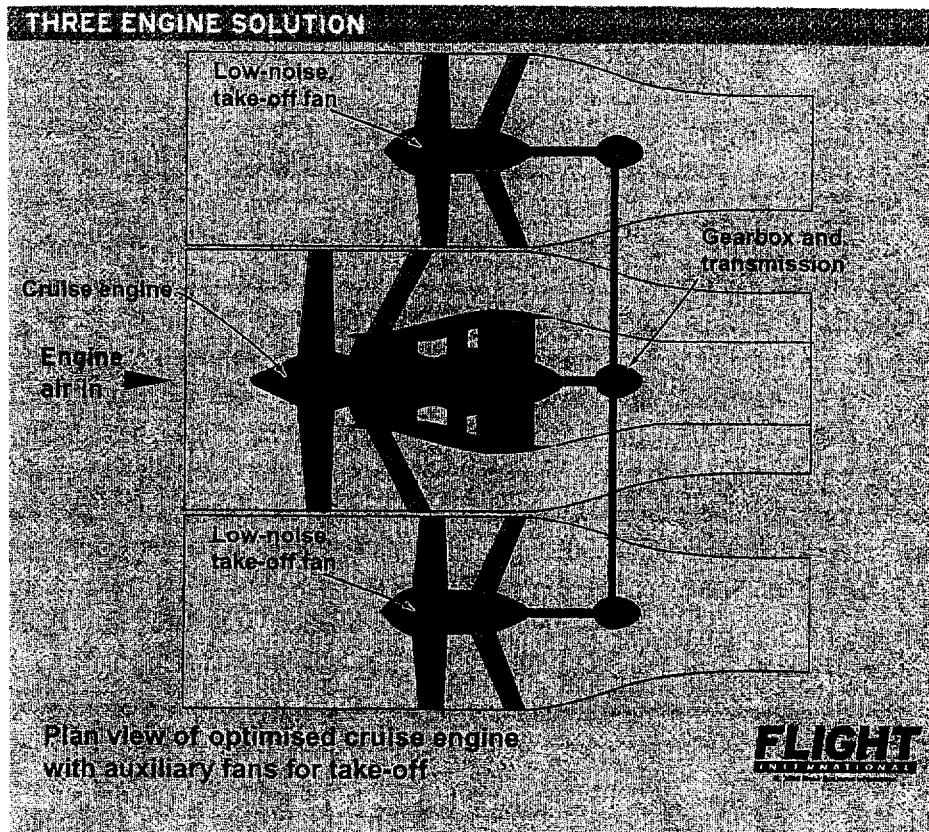 THREE ENGINE SOLUTION
Low-noise,
take-off fan
Gearbox and
transmission
Cruise engine
Engine
air-in
Low-noise,
take-off fan
Plan view of optimised cruise engine
with auxiliary fans for take-off
FLIGHT
INTERNATIONAL